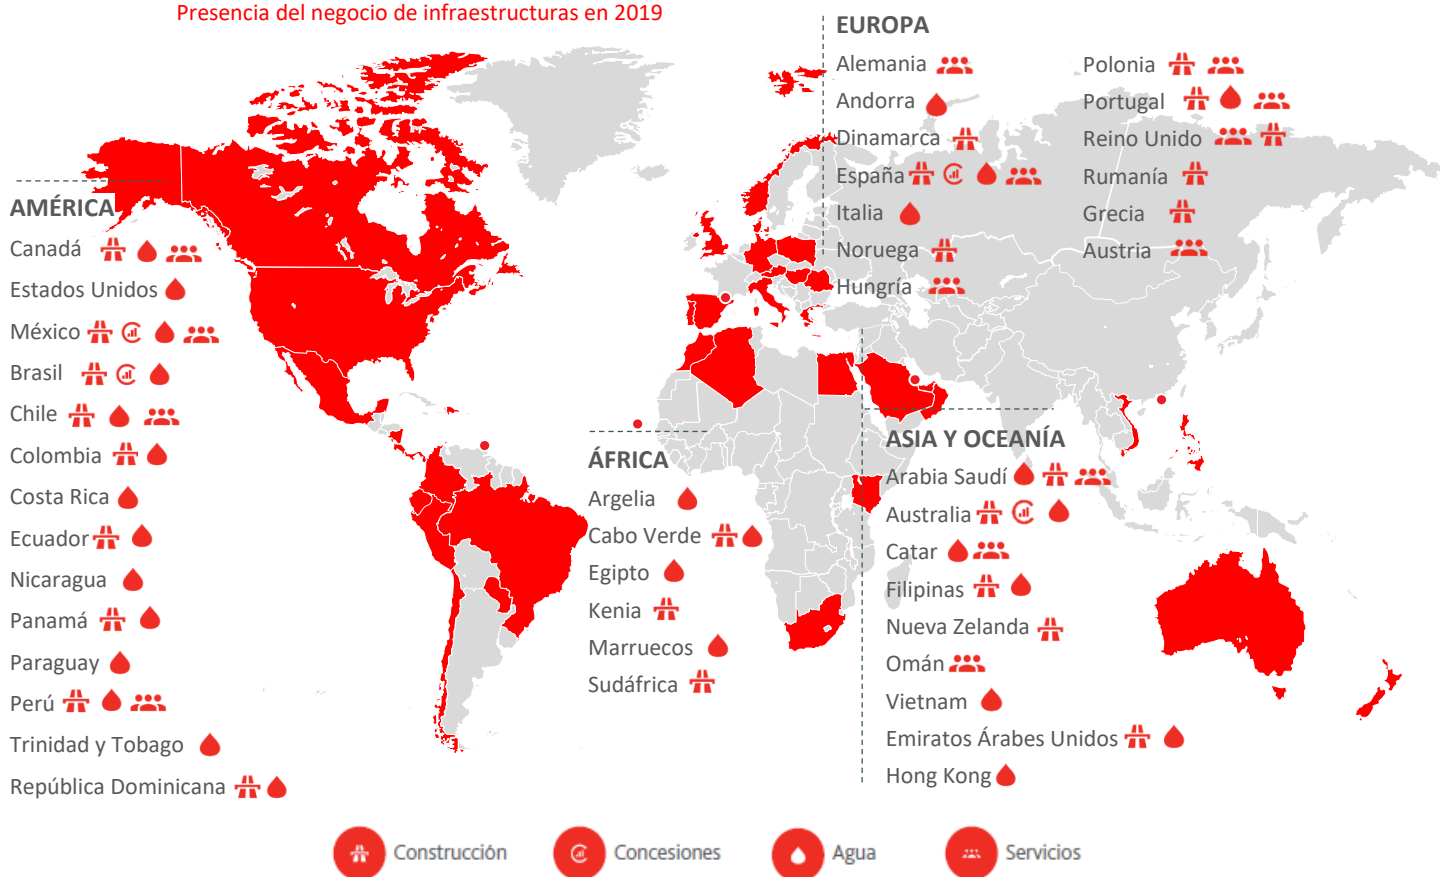 Presencia del negocio de infraestructuras en 2019
AMÉRICA
Canadá
Estados Unidos
México
Brasil
Chile
Colombia
Costa Rica
Ecuador
Nicaragua
Panamá
Paraguay
Perú
Trinidad y Tobago
República Dominicana
EUROPA
Alemania
Andorra
Dinamarca
España
Italia
Noruega
Hungría
Polonia
Portugal
Reino Unido
Rumanía
Grecia
Austria
ÁFRICA
Argelia
Cabo Verde
Egipto
Kenia
Marruecos
Sudáfrica
ASIA Y OCEANÍA
Arabia Saudí
Australia
Catar
Filipinas
Nueva Zelanda
Omán
Vietnam
Emiratos Árabes Unidos
Hong Kong
Construcción
Concesiones
Agua
Servicios